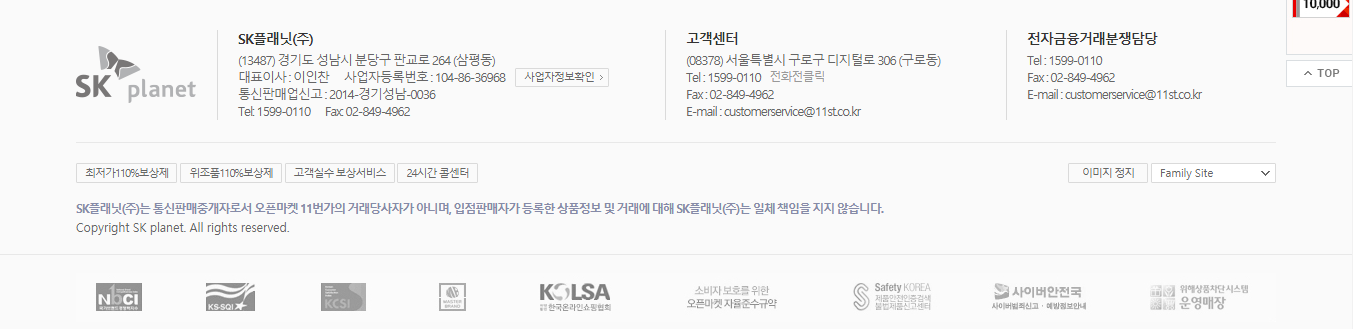 10,000
TOP
SK planet
SK플래닛(주)
(13487) 경기도 성남시 분당구 판교로 264 (삼평동)
대표이사 : 이인찬 사업자등록번호 : 104-86-36968 사업자정보확인 >
통신판매업신고 : 2014-경기성남-0036
Tel: 1599-0110 Fax: 02-849-4962
고객센터
(08378) 서울특별시 구로구 디지털로 306 (구로동)
Tel : 1599-0110 전화전클릭
Fax : 02-849-4962
E-mail : customerservice@11st.co.kr
전자금융거래분쟁담당
Tel : 1599-0110
Fax : 02-849-4962
E-mail : customerservice@11st.co.kr
최저가110%보상제 위조품110%보상제 고객실수 보상서비스 24시간 콜센터
이미지 정지 Family Site
SK플래닛(주)는 통신판매중개자로서 오픈마켓 11번가의 거래당사자가 아니며, 입점판매자가 등록한 상품정보 및 거래에 대해 SK플래닛(주)는 일체 책임을 지지 않습니다.
Copyright SK planet. All rights reserved.
NBCI
KS-SQI
KCSI
MASTER BRAND
KOLSA
한국온라인쇼핑협회
소비자 보호를 위한
오픈마켓 자율준수규약
Safety KOREA
제품안전인증검색
불법제품신고센터
사이버안전국
사이버범죄신고 · 예방정보안내
위해상품차단시스템
운영매장